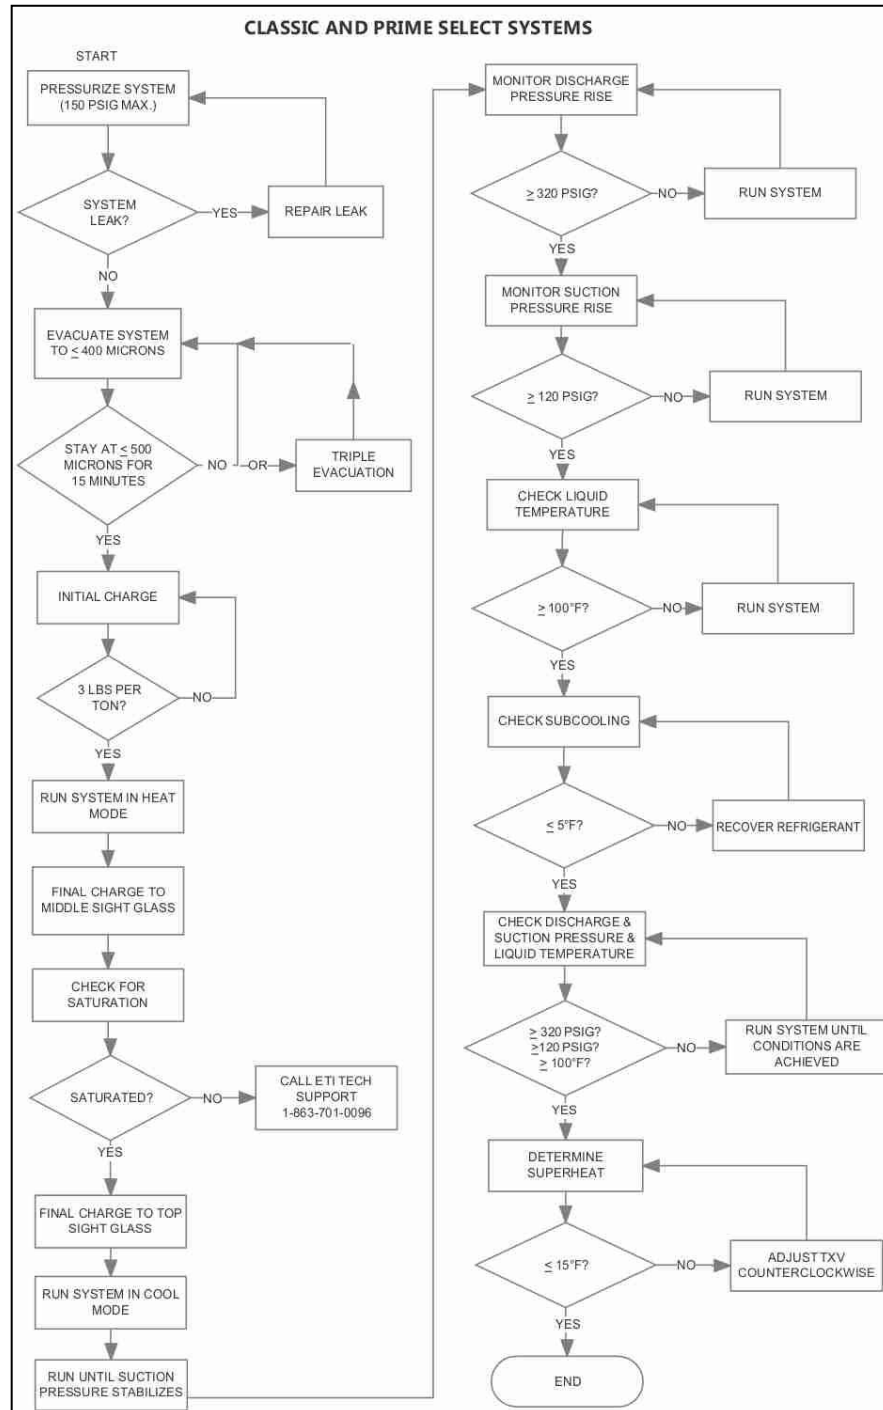 CLASSIC AND PRIME SELECT SYSTEMS
START
PRESSURIZE SYSTEM
(150 PSIG MAX.)
SYSTEM
LEAK?
YES
REPAIR LEAK
NO
EVACUATE SYSTEM
TO ≤ 400 MICRONS
STAY AT ≤ 500
MICRONS FOR
15 MINUTES
NO
OR
TRIPLE
EVACUATION
YES
INITIAL CHARGE
3 LBS PER
TON?
NO
YES
RUN SYSTEM IN HEAT
MODE
FINAL CHARGE TO
MIDDLE SIGHT GLASS
CHECK FOR
SATURATION
SATURATED?
NO
CALL ETI TECH
SUPPORT
1-863-701-0096
YES
FINAL CHARGE TO TOP
SIGHT GLASS
RUN SYSTEM IN COOL
MODE
RUN UNTIL SUCTION
PRESSURE STABILIZES
MONITOR DISCHARGE
PRESSURE RISE
≥ 320 PSIG?
NO
RUN SYSTEM
YES
MONITOR SUCTION
PRESSURE RISE
≥ 120 PSIG?
NO
RUN SYSTEM
YES
CHECK LIQUID
TEMPERATURE
≥ 100°F?
NO
RUN SYSTEM
YES
CHECK SUBCOOLING
≤ 5°F?
NO
RECOVER REFRIGERANT
YES
CHECK DISCHARGE &
SUCTION PRESSURE &
LIQUID TEMPERATURE
≥ 320 PSIG?
≥120 PSIG?
≥ 100°F?
NO
RUN SYSTEM UNTIL
CONDITIONS ARE
ACHIEVED
YES
DETERMINE
SUPERHEAT
≤ 15°F?
NO
ADJUST TXV
COUNTERCLOCKWISE
YES
END